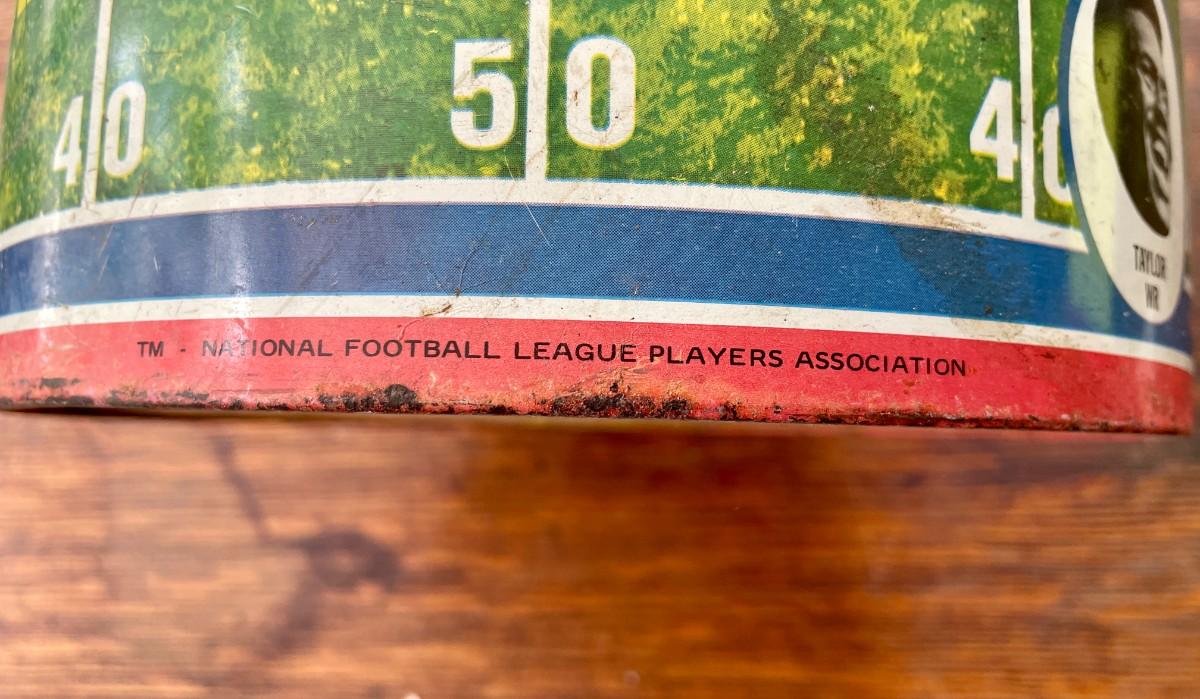 40
50
40
TAYLOR
WR
TM - NATIONAL FOOTBALL LEAGUE PLAYERS ASSOCIATION